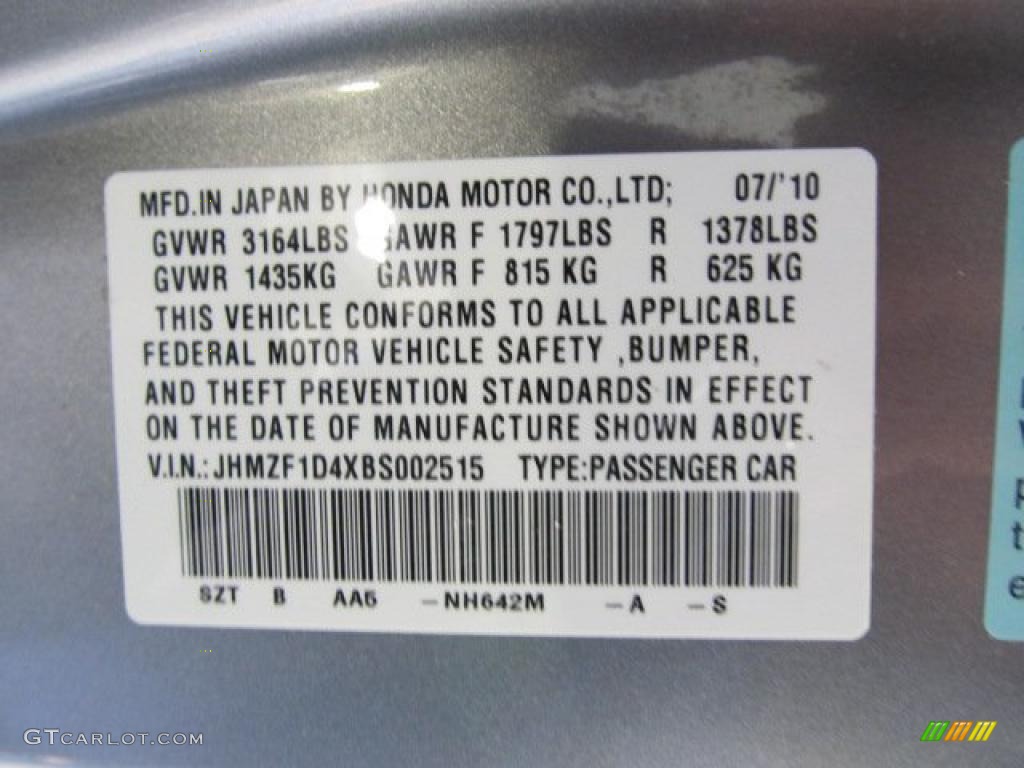 MFD.IN JAPAN BY HONDA MOTOR CO.,LTD; 07/'10
GVWR 3164LBS GAWR F 1797LBS R 1378LBS
GVWR 1435KG GAWR F 815 KG R 625 KG
THIS VEHICLE CONFORMS TO ALL APPLICABLE
FEDERAL MOTOR VEHICLE SAFETY ,BUMPER,
AND THEFT PREVENTION STANDARDS IN EFFECT
ON THE DATE OF MANUFACTURE SHOWN ABOVE.
V.I.N.:JHMZF1D4XBS002515 TYPE:PASSENGER CAR
SZT B AA5 -NH642M -A -S
GTCARLOT.COM